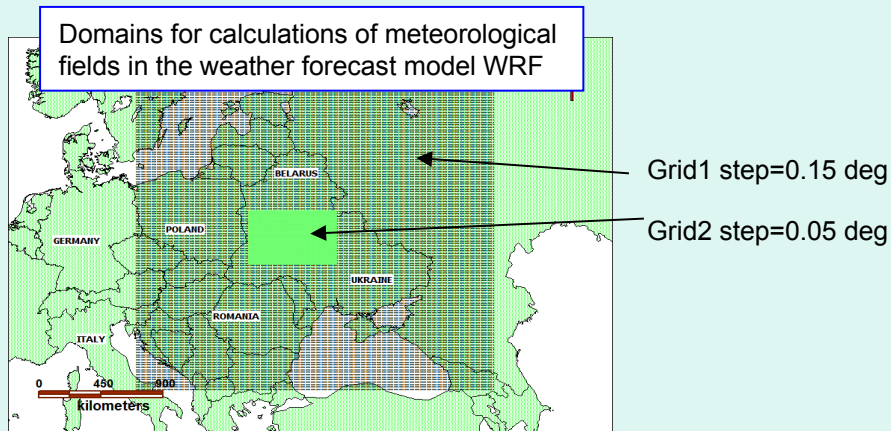 Domains for calculations of meteorological
fields in the weather forecast model WRF
Grid1 step=0.15 deg
Grid2 step=0.05 deg
BELARUS
POLAND
GERMANY
UKRAINE
ROMANIA
ITALY
0 450 900
kilometers